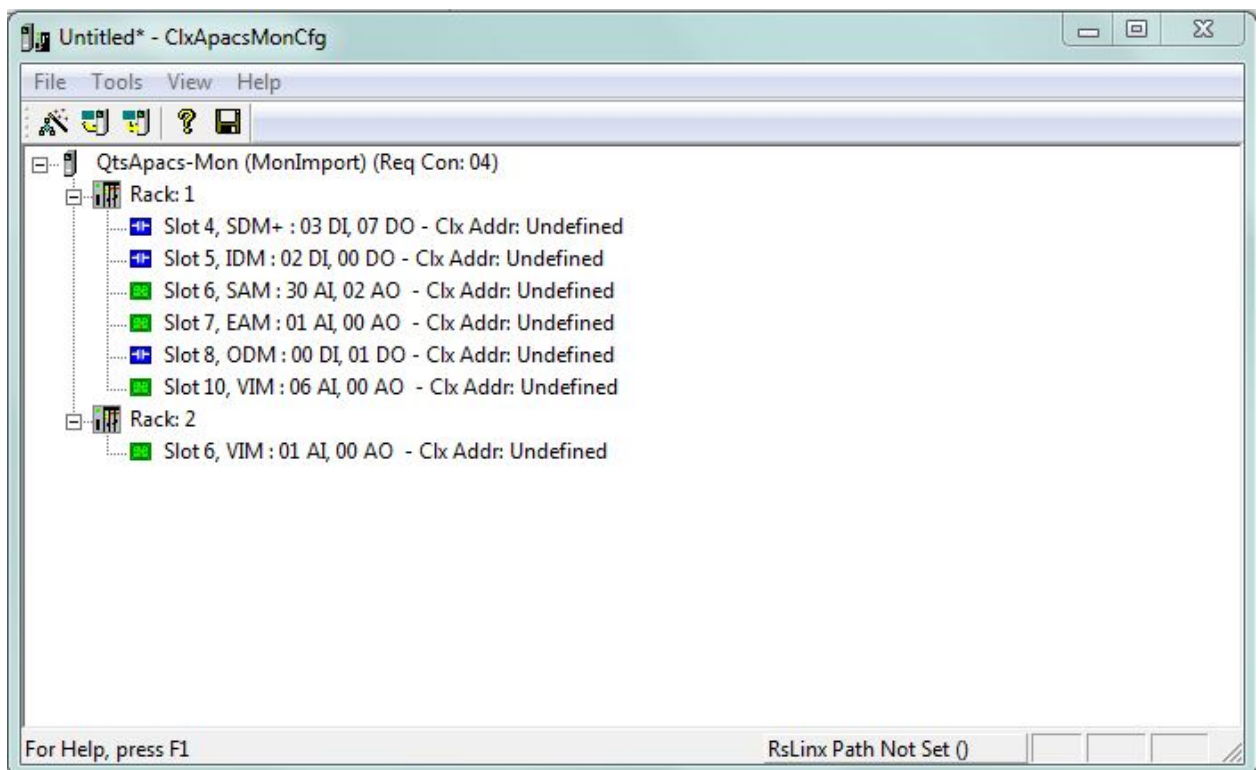 Untitled* - ClxApacsMonCfg
File Tools View Help
QtsApacs-Mon (MonImport) (Req Con: 04)
Rack: 1
Slot 4, SDM+ : 03 DI, 07 DO - Clx Addr: Undefined
Slot 5, IDM : 02 DI, 00 DO - Clx Addr: Undefined
Slot 6, SAM : 30 AI, 02 AO - Clx Addr: Undefined
Slot 7, EAM : 01 AI, 00 AO - Clx Addr: Undefined
Slot 8, ODM : 00 DI, 01 DO - Clx Addr: Undefined
Slot 10, VIM : 06 AI, 00 AO - Clx Addr: Undefined
Rack: 2
Slot 6, VIM : 01 AI, 00 AO - Clx Addr: Undefined
For Help, press F1 RsLinx Path Not Set ()